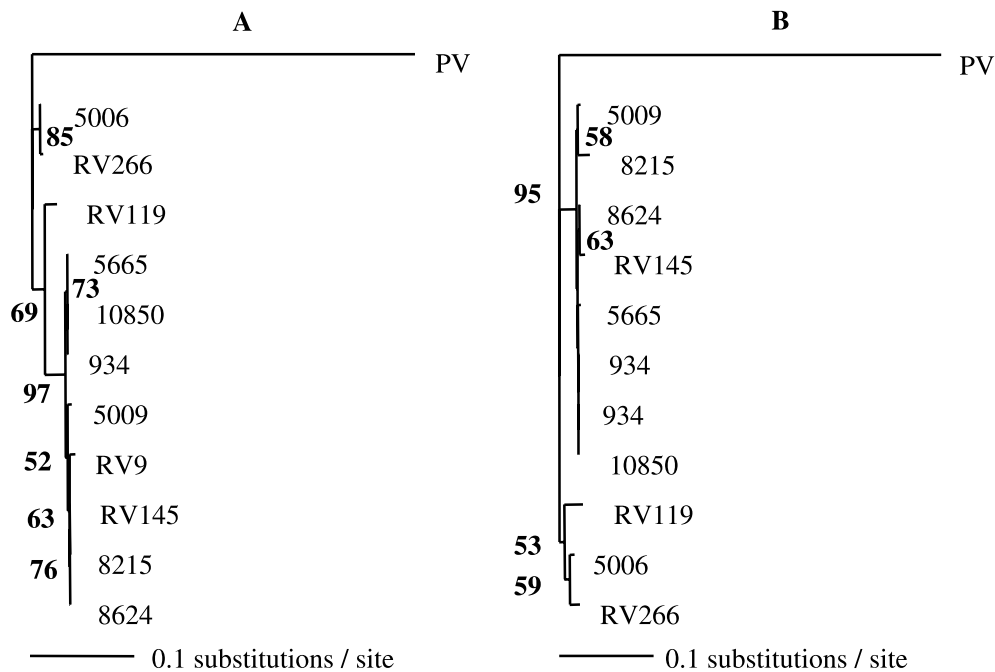 A
PV
5006
85
RV266
RV119
5665
73
10850
69
934
97
5009
52
RV9
63
RV145
76
8215
8624
0.1 substitutions / site
B
PV
5009
58
8215
95
8624
63
RV145
5665
934
934
10850
RV119
53
5006
59
RV266
0.1 substitutions / site